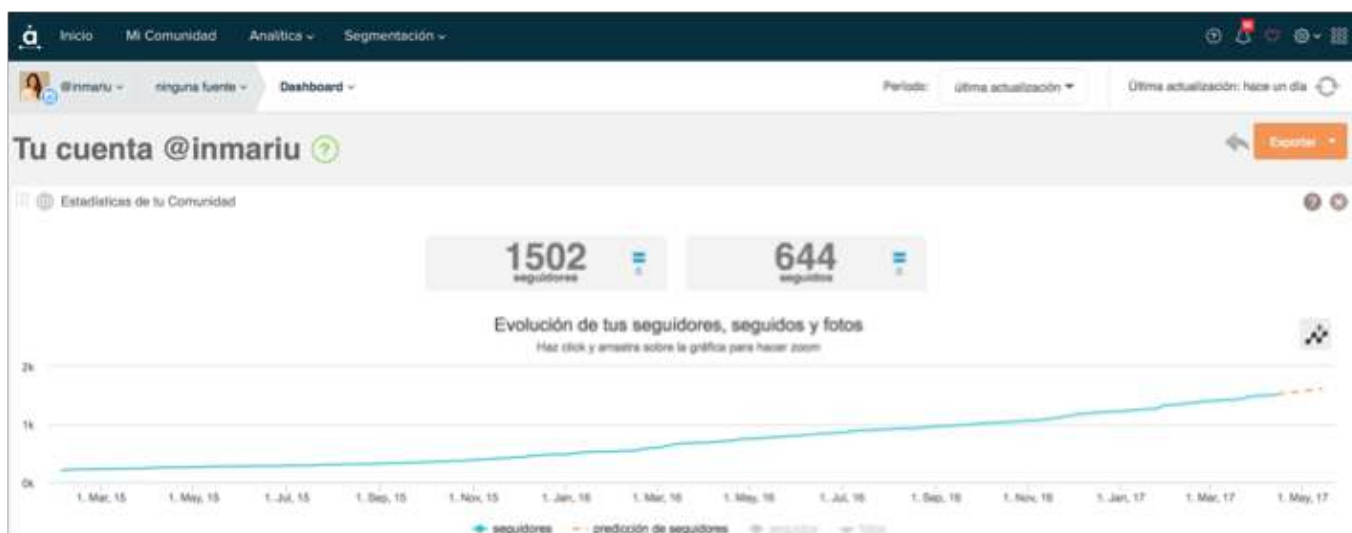 à Inicio Mi Comunidad Analítica Segmentación
@inmariu ninguna fuente Dashboard Período: última actualización Última actualización: hace un día
Tu cuenta @inmariu ? Exportar
Estadísticas de tu Comunidad
1502 644
seguidores seguidos
Evolución de tus seguidores, seguidos y fotos
Haz click y arrastra sobre la gráfica para hacer zoom
2k
1k
0k
1. Mar, 15 1. May, 15 1. Jul, 15 1. Sep, 15 1. Nov, 15 1. Jan, 16 1. Mar, 16 1. May, 16 1. Jul, 16 1. Sep, 16 1. Nov, 16 1. Jan, 17 1. Mar, 17 1. May, 17
seguidores predicción de seguidores seguidos fotos